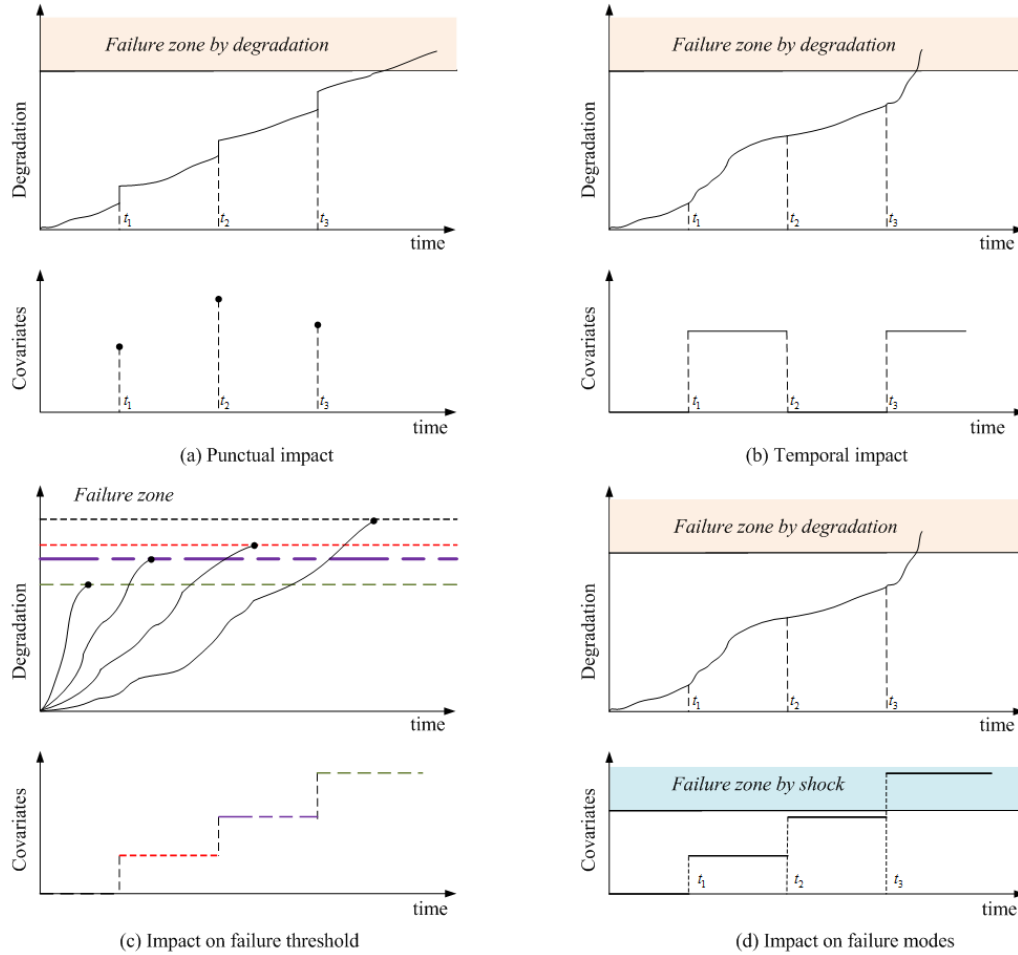 Failure zone by degradation
Degradation
t1
t2
t3
time
Covariates
t1
t2
t3
time
(a) Punctual impact
Failure zone by degradation
Degradation
t1
t2
t3
time
Covariates
t1
t2
t3
time
(b) Temporal impact
Failure zone
Degradation
time
Covariates
time
(c) Impact on failure threshold
Failure zone by degradation
Degradation
t1
t2
t3
time
Failure zone by shock
Covariates
t1
t2
t3
time
(d) Impact on failure modes